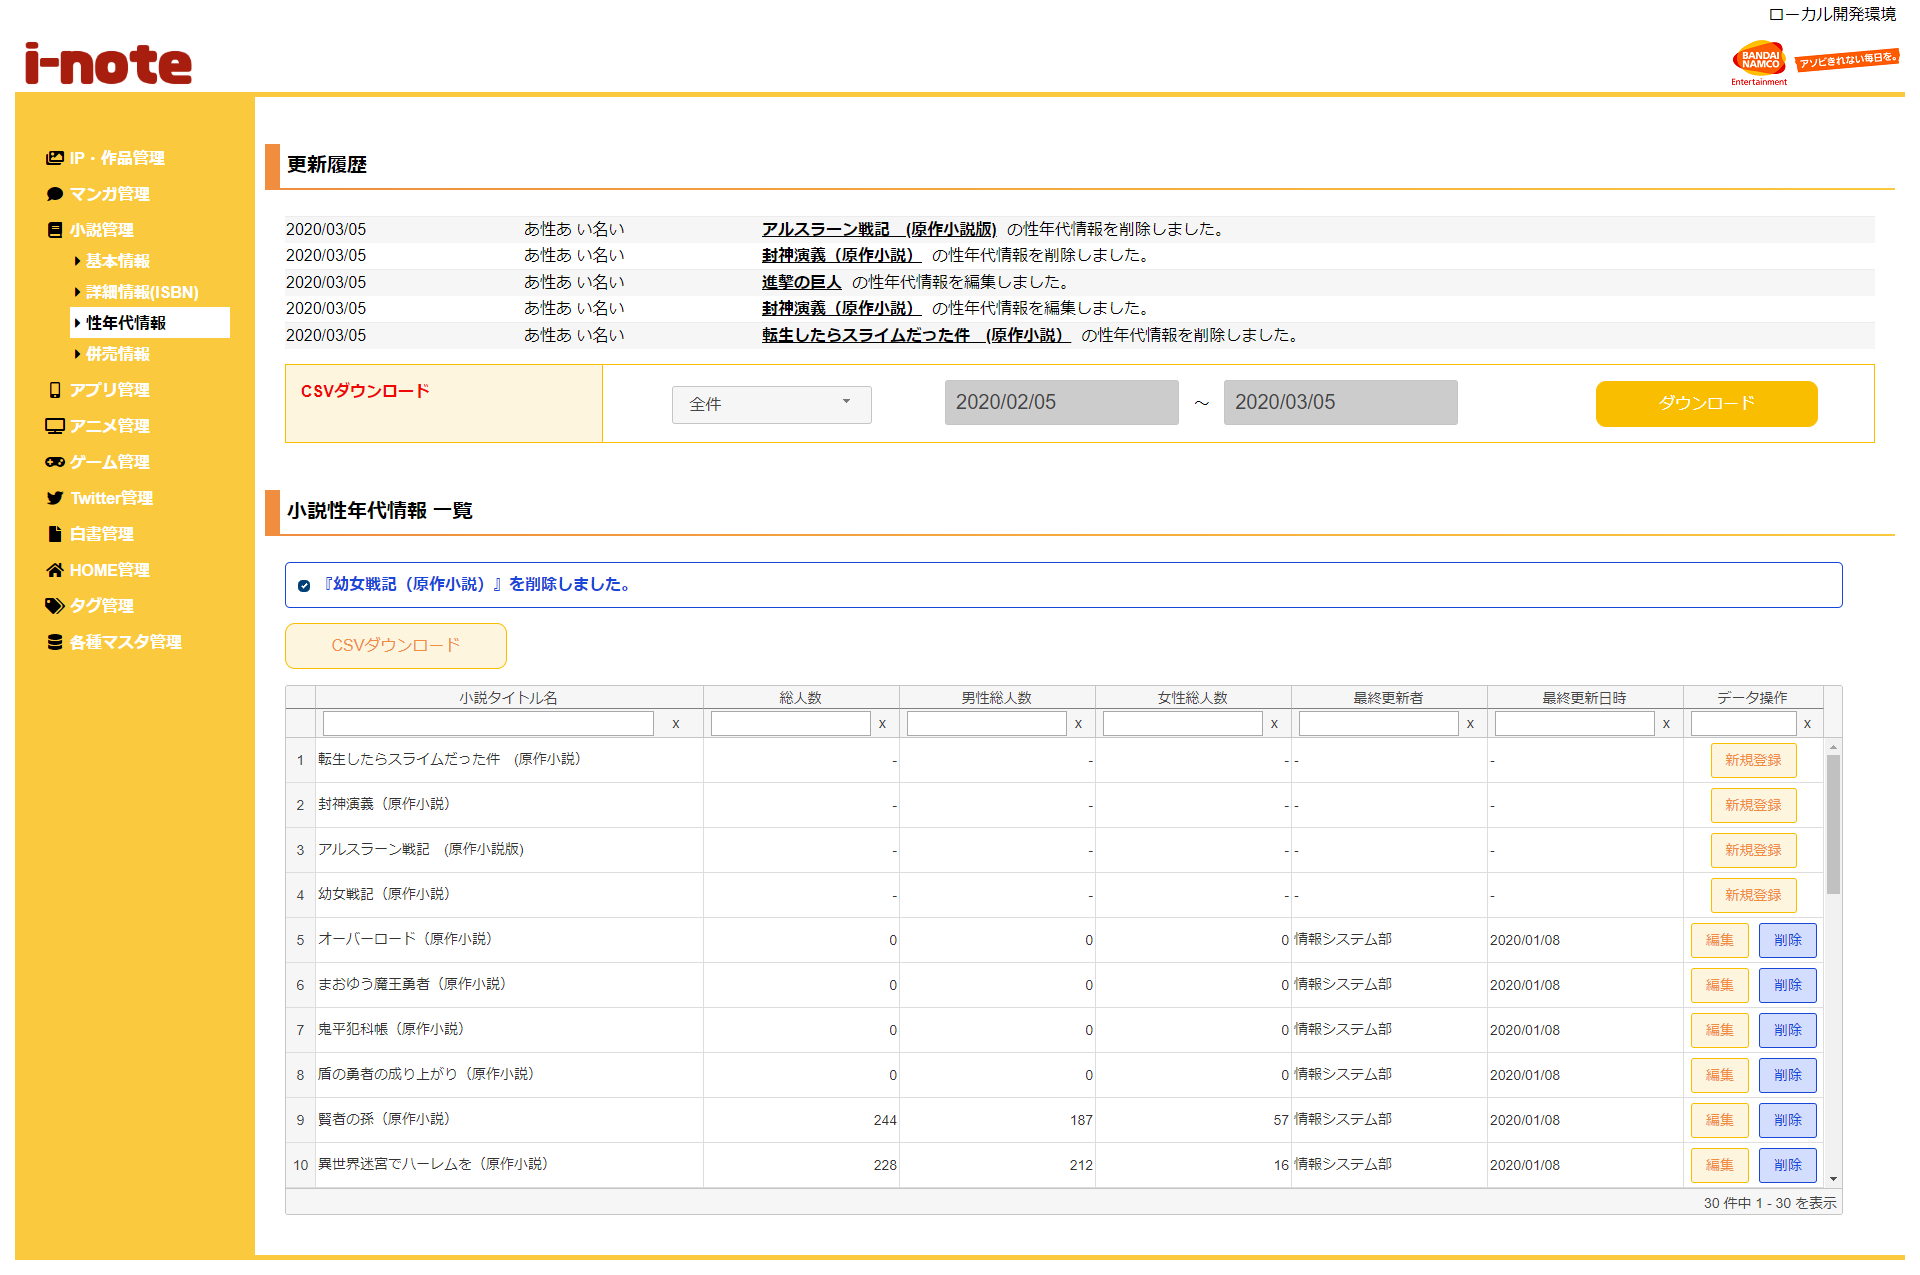 ローカル開発環境
i-note
BANDAI NAMCO Entertainment
アソビきれない毎日を。
IP・作品管理
マンガ管理
小説管理
基本情報
詳細情報(ISBN)
性年代情報
併売情報
アプリ管理
アニメ管理
ゲーム管理
Twitter管理
白書管理
HOME管理
タグ管理
各種マスタ管理
更新履歴
2020/03/05 あ性あ い名い アルスラーン戦記　(原作小説版) の性年代情報を削除しました。
2020/03/05 あ性あ い名い 封神演義（原作小説） の性年代情報を削除しました。
2020/03/05 あ性あ い名い 進撃の巨人 の性年代情報を編集しました。
2020/03/05 あ性あ い名い 封神演義（原作小説） の性年代情報を編集しました。
2020/03/05 あ性あ い名い 転生したらスライムだった件　(原作小説） の性年代情報を削除しました。
CSVダウンロード 全件 2020/02/05 ～ 2020/03/05 ダウンロード
小説性年代情報 一覧
『幼女戦記（原作小説）』を削除しました。
CSVダウンロード
小説タイトル名 総人数 男性総人数 女性総人数 最終更新者 最終更新日時 データ操作
x x x x x x x
1 転生したらスライムだった件　(原作小説） - - - - - 新規登録
2 封神演義（原作小説） - - - - - 新規登録
3 アルスラーン戦記　(原作小説版) - - - - - 新規登録
4 幼女戦記（原作小説） - - - - - 新規登録
5 オーバーロード（原作小説） 0 0 0 情報システム部 2020/01/08 編集 削除
6 まおゆう魔王勇者（原作小説） 0 0 0 情報システム部 2020/01/08 編集 削除
7 鬼平犯科帳（原作小説） 0 0 0 情報システム部 2020/01/08 編集 削除
8 盾の勇者の成り上がり（原作小説） 0 0 0 情報システム部 2020/01/08 編集 削除
9 賢者の孫（原作小説） 244 187 57 情報システム部 2020/01/08 編集 削除
10 異世界迷宮でハーレムを（原作小説） 228 212 16 情報システム部 2020/01/08 編集 削除
30 件中 1 - 30 を表示